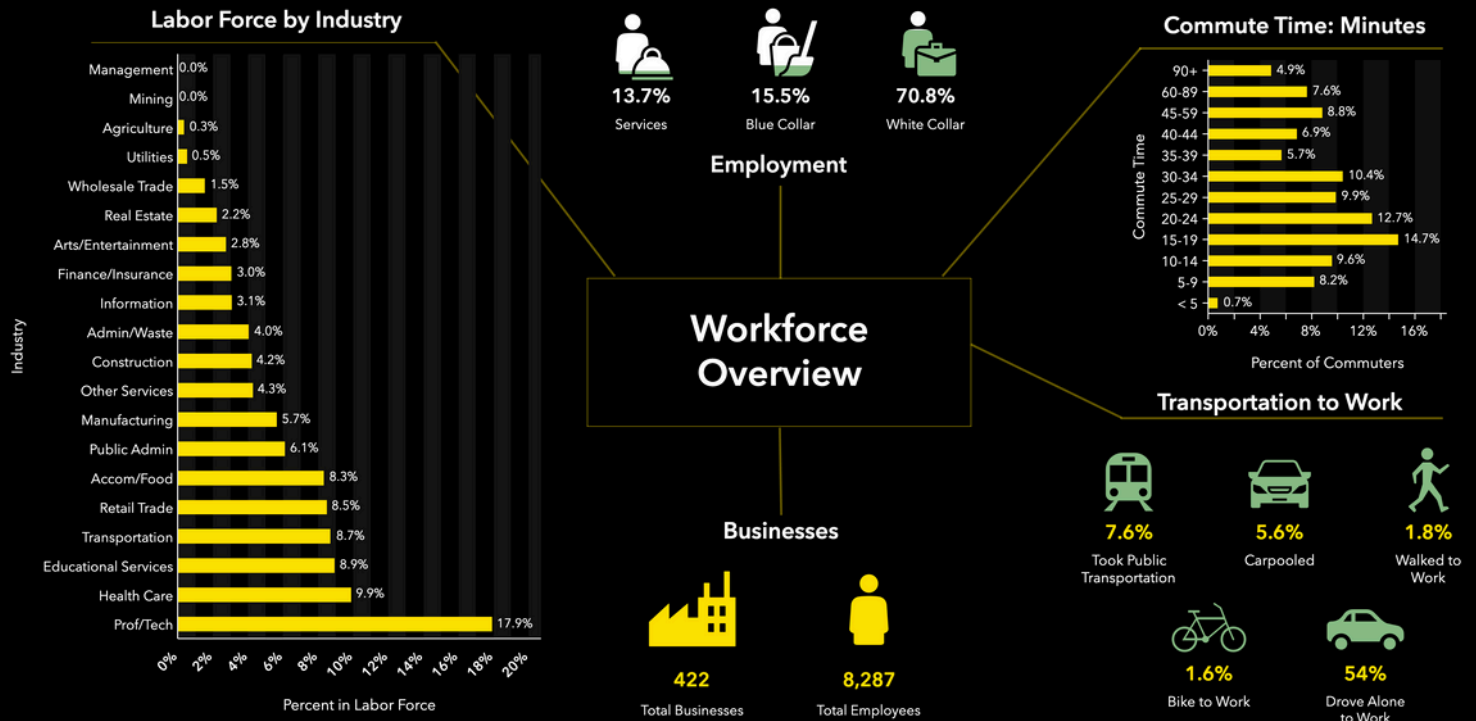 Labor Force by Industry
Industry
Management 0.0%
Mining 0.0%
Agriculture 0.3%
Utilities 0.5%
Wholesale Trade 1.5%
Real Estate 2.2%
Arts/Entertainment 2.8%
Finance/Insurance 3.0%
Information 3.1%
Admin/Waste 4.0%
Construction 4.2%
Other Services 4.3%
Manufacturing 5.7%
Public Admin 6.1%
Accom/Food 8.3%
Retail Trade 8.5%
Transportation 8.7%
Educational Services 8.9%
Health Care 9.9%
Prof/Tech 17.9%
0% 2% 4% 6% 8% 10% 12% 14% 16% 18% 20%
Percent in Labor Force
13.7% 15.5% 70.8%
Services Blue Collar White Collar
Employment
Workforce
Overview
Businesses
422 8,287
Total Businesses Total Employees
Commute Time: Minutes
Commute Time
90+ 4.9%
60-89 7.6%
45-59 8.8%
40-44 6.9%
35-39 5.7%
30-34 10.4%
25-29 9.9%
20-24 12.7%
15-19 14.7%
10-14 9.6%
5-9 8.2%
< 5 0.7%
0% 4% 8% 12% 16%
Percent of Commuters
Transportation to Work
7.6% 5.6% 1.8%
Took Public Carpooled Walked to
Transportation Work
1.6% 54%
Bike to Work Drove Alone
to Work